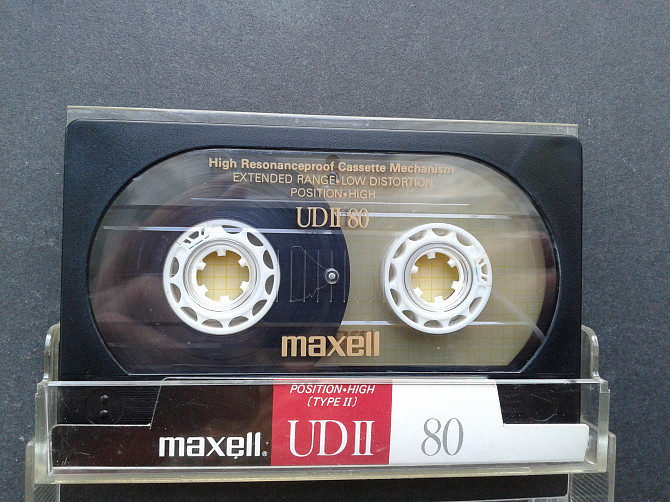 High Resonanceproof Cassette Mechanism
EXTENDED RANGE•LOW DISTORTION
POSITION•HIGH
UDII 80
maxell
POSITION•HIGH
(TYPE II)
maxell® UDII 80